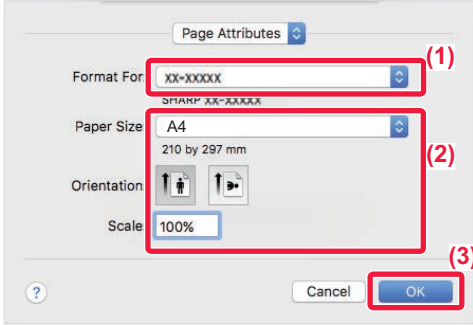 Page Attributes
(1)
Format For: xx-xxxxx
SHARP xx-xxxxx
Paper Size: A4
210 by 297 mm
(2)
Orientation:
Scale: 100%
(3)
? Cancel OK